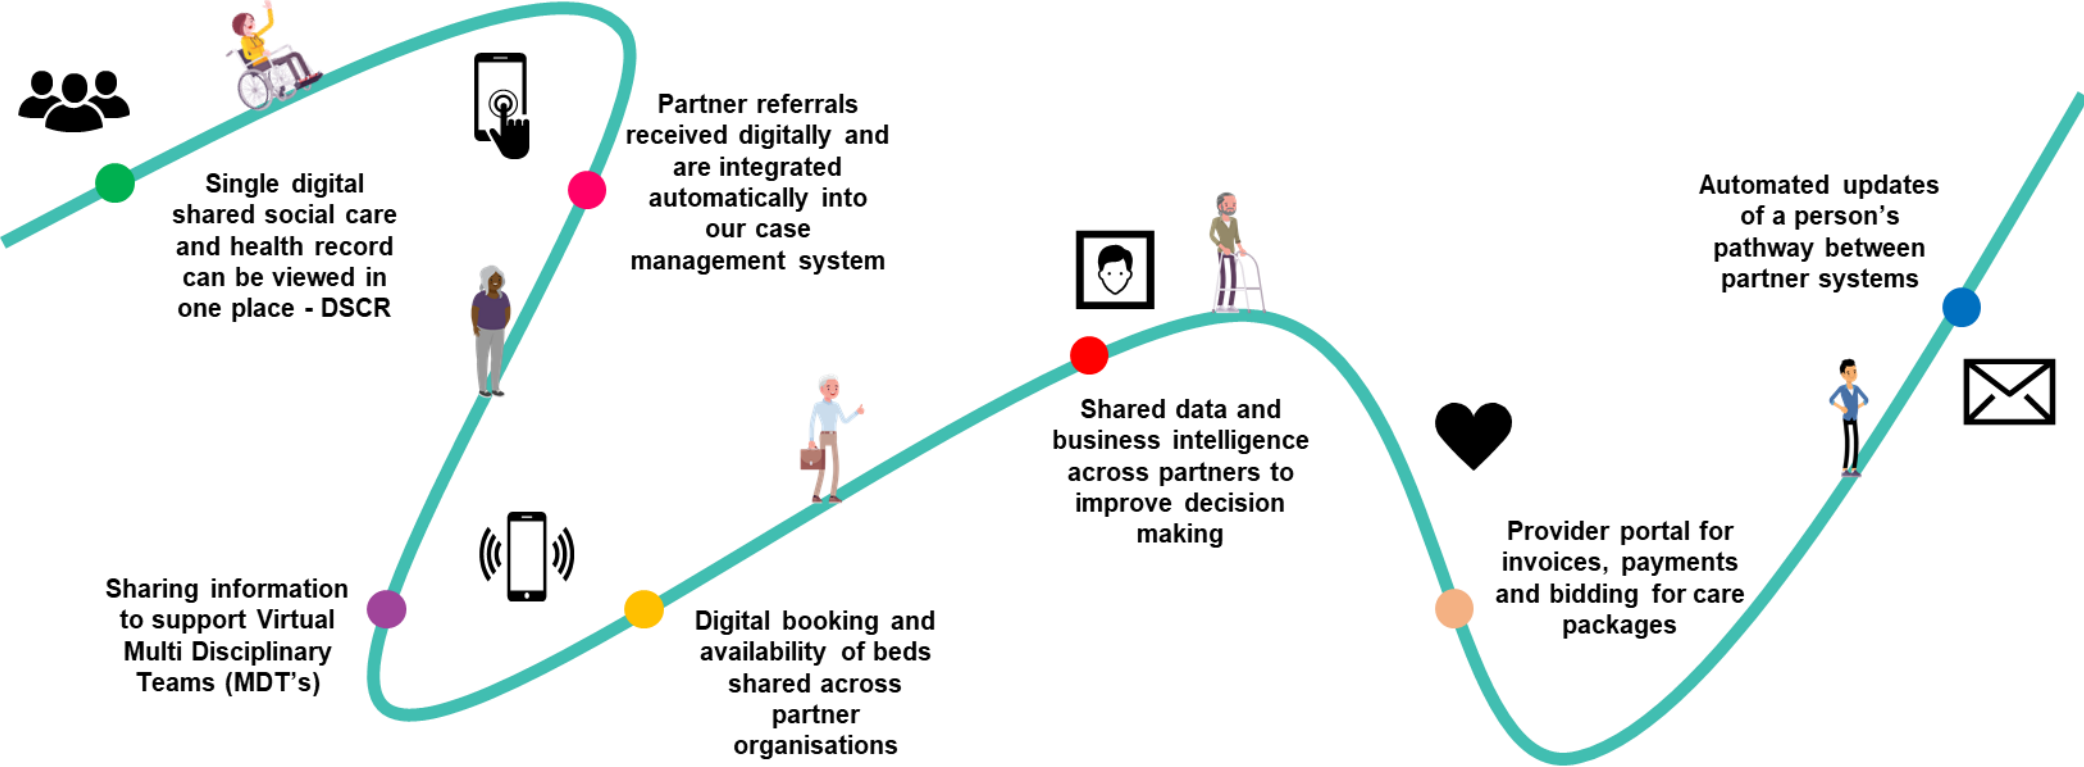 Single digital
shared social care
and health record
can be viewed in
one place - DSCR
Partner referrals
received digitally and
are integrated
automatically into
our case
management system
Sharing information
to support Virtual
Multi Disciplinary
Teams (MDT’s)
Digital booking and
availability of beds
shared across
partner
organisations
Shared data and
business intelligence
across partners to
improve decision
making
Provider portal for
invoices, payments
and bidding for care
packages
Automated updates
of a person’s
pathway between
partner systems